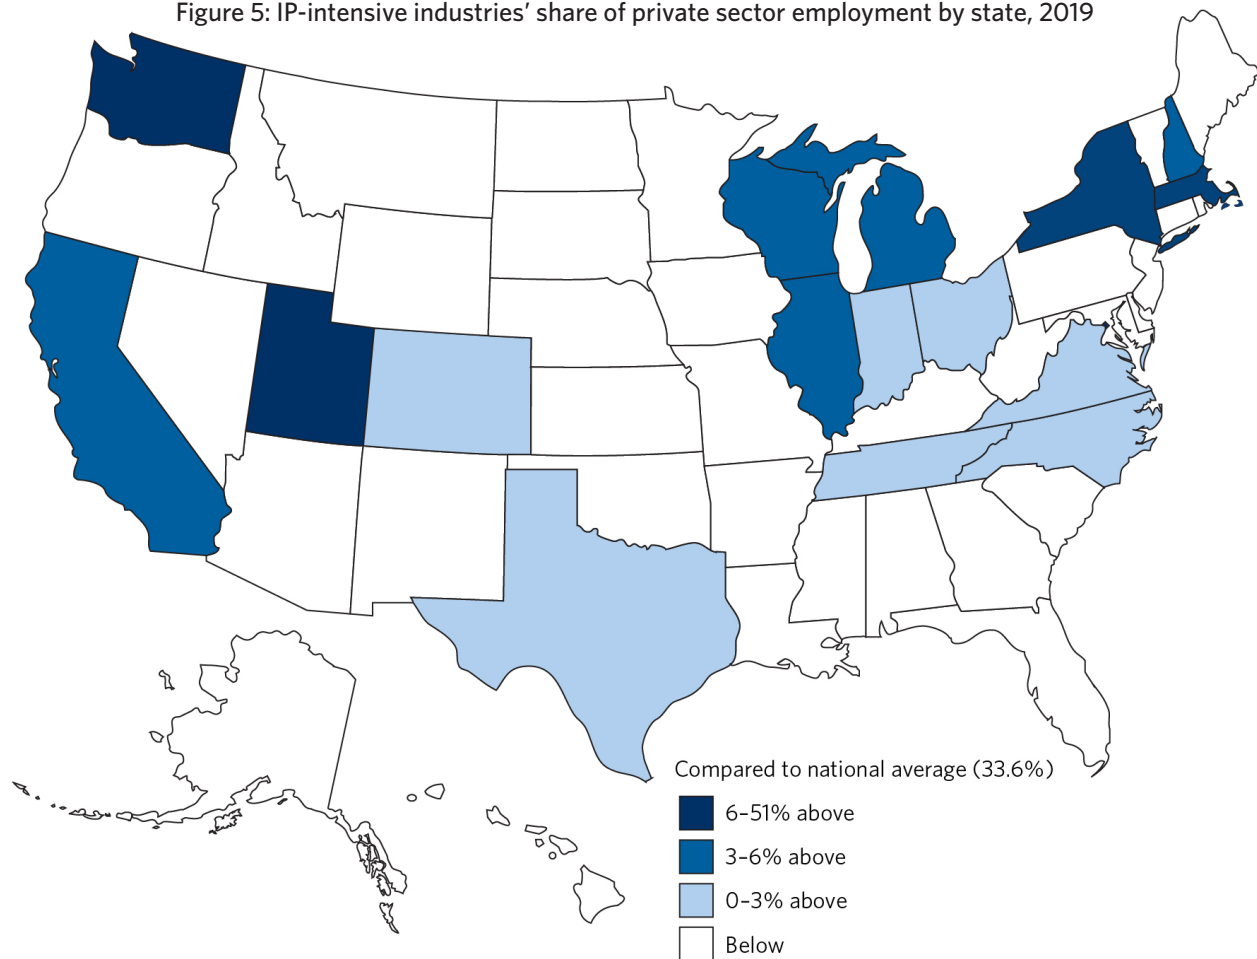 Figure 5: IP-intensive industries’ share of private sector employment by state, 2019
Compared to national average (33.6%)
6–51% above
3–6% above
0–3% above
Below